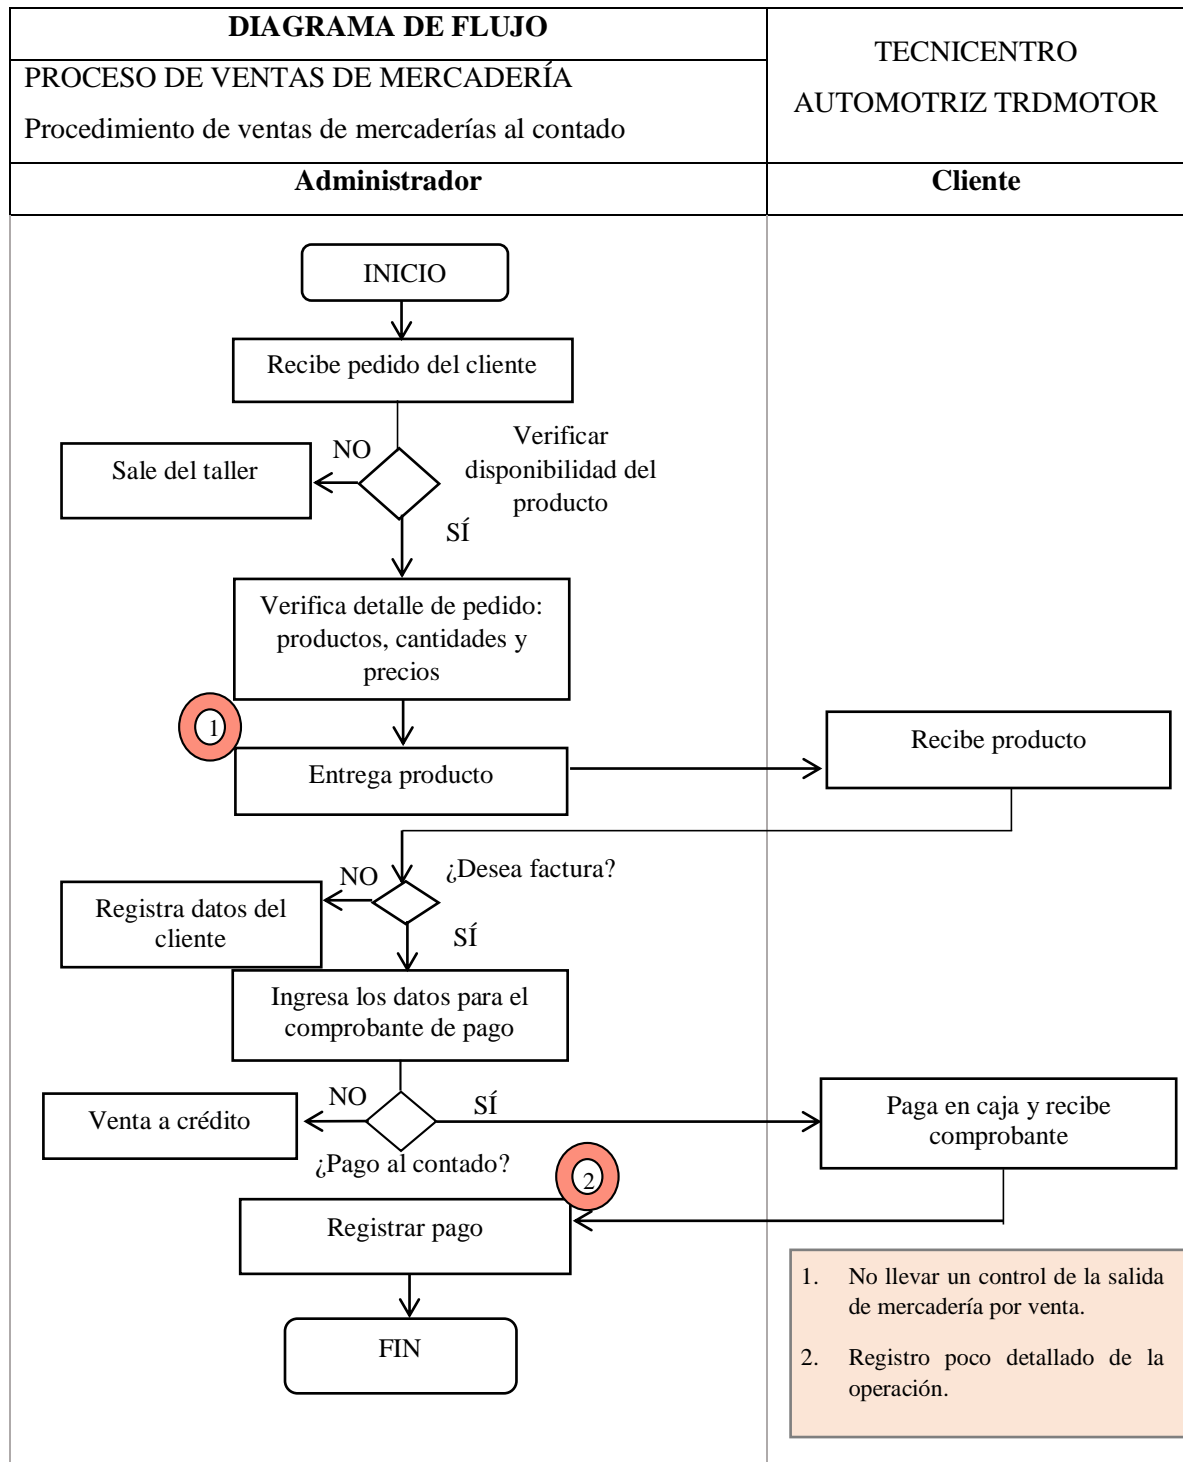 DIAGRAMA DE FLUJO
PROCESO DE VENTAS DE MERCADERÍA
Procedimiento de ventas de mercaderías al contado
TECNICENTRO
AUTOMOTRIZ TRDMOTOR
Administrador
Cliente
INICIO
Recibe pedido del cliente
Verificar
disponibilidad del
producto
NO
Sale del taller
SÍ
Verifica detalle de pedido:
productos, cantidades y
precios
1
Entrega producto
Recibe producto
¿Desea factura?
NO
Registra datos del
cliente
SÍ
Ingresa los datos para el
comprobante de pago
NO
Venta a crédito
SÍ
¿Pago al contado?
Paga en caja y recibe
comprobante
2
Registrar pago
FIN
1. No llevar un control de la salida
de mercadería por venta.
2. Registro poco detallado de la
operación.